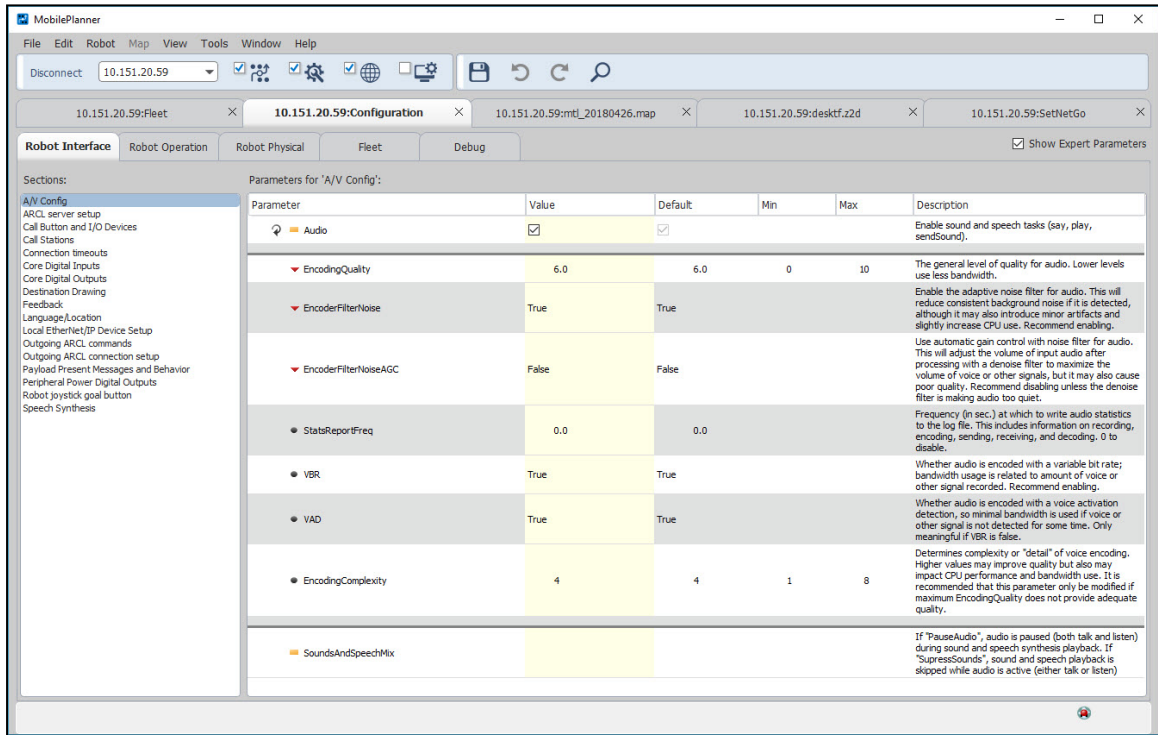 MobilePlanner
File Edit Robot Map View Tools Window Help
Disconnect 10.151.20.59
10.151.20.59:Fleet 10.151.20.59:Configuration 10.151.20.59:mtl_20180426.map 10.151.20.59:desktf.z2d 10.151.20.59:SetNetGo
Robot Interface Robot Operation Robot Physical Fleet Debug Show Expert Parameters
Sections:
A/V Config
ARCL server setup
Call Button and I/O Devices
Call Stations
Connection timeouts
Core Digital Inputs
Core Digital Outputs
Destination Drawing
Feedback
Language/Location
Local EtherNet/IP Device Setup
Outgoing ARCL commands
Outgoing ARCL connection setup
Payload Present Messages and Behavior
Peripheral Power Digital Outputs
Robot joystick goal button
Speech Synthesis
Parameters for 'A/V Config':
Parameter Value Default Min Max Description
Audio
Enable sound and speech tasks (say, play,
sendSound).
EncodingQuality 6.0 6.0 0 10
The general level of quality for audio. Lower levels
use less bandwidth.
EncoderFilterNoise True True
Enable the adaptive noise filter for audio. This will
reduce consistent background noise if it is detected,
although it may also introduce minor artifacts and
slightly increase CPU use. Recommend enabling.
EncoderFilterNoiseAGC False False
Use automatic gain control with noise filter for audio.
This will adjust the volume of input audio after
processing with a denoise filter to maximize the
volume of voice or other signals, but it may also cause
poor quality. Recommend disabling unless the denoise
filter is making audio too quiet.
StatsReportFreq 0.0 0.0
Frequency (in sec.) at which to write audio statistics
to the log file. This includes information on recording,
encoding, sending, receiving, and decoding. 0 to
disable.
VBR True True
Whether audio is encoded with a variable bit rate;
bandwidth usage is related to amount of voice or
other signal recorded. Recommend enabling.
VAD True True
Whether audio is encoded with a voice activation
detection, so minimal bandwidth is used if voice or
other signal is not detected for some time. Only
meaningful if VBR is false.
EncodingComplexity 4 4 1 8
Determines complexity or "detail" of voice encoding.
Higher values may improve quality but also may
impact CPU performance and bandwidth use. It is
recommended that this parameter only be modified if
maximum EncodingQuality does not provide adequate
quality.
SoundsAndSpeechMix
If "PauseAudio", audio is paused (both talk and listen)
during sound and speech synthesis playback. If
"SupressSounds", sound and speech playback is
skipped while audio is active (either talk or listen)